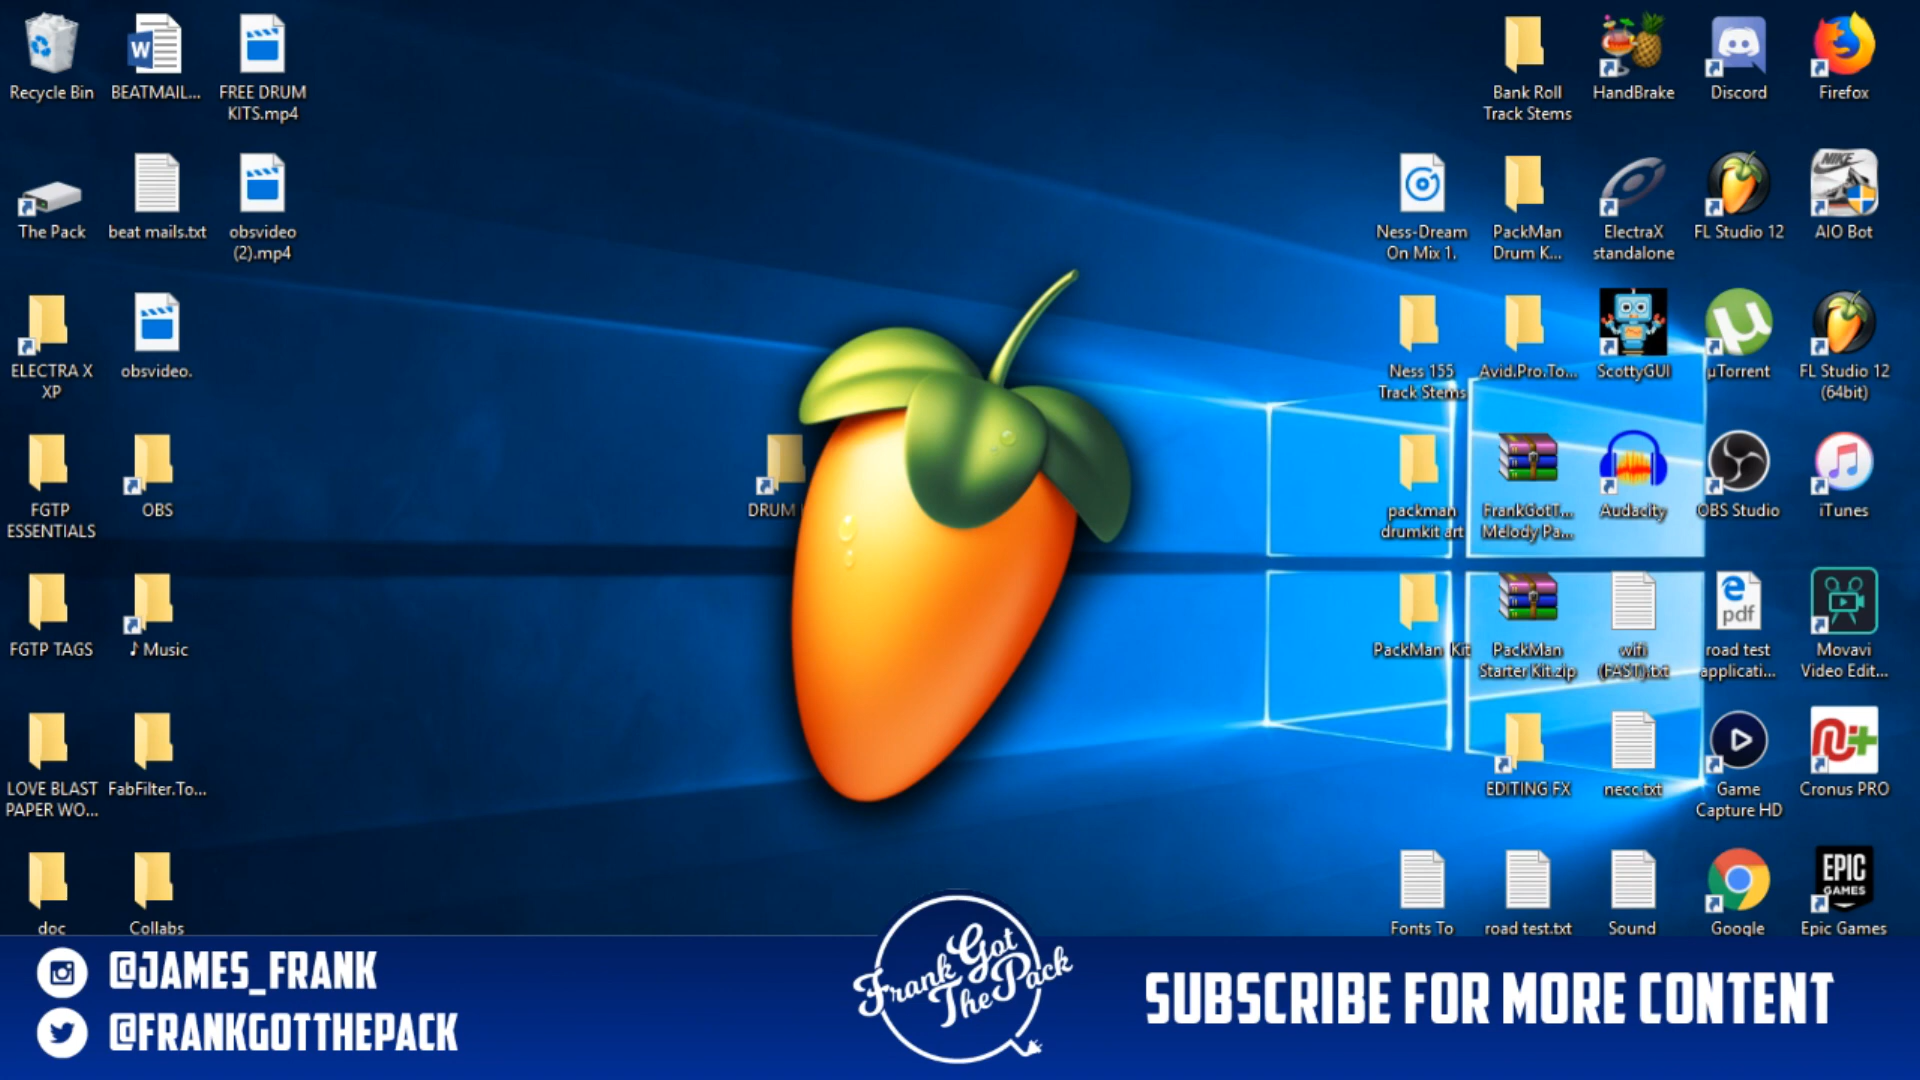 Recycle Bin
BEATMAIL...
FREE DRUM
KITS.mp4
Bank Roll
Track Stems
HandBrake
Discord
Firefox
The Pack
beat mails.txt
obsvideo
(2).mp4
Ness-Dream
On Mix 1.
PackMan
Drum K...
ElectraX
standalone
FL Studio 12
NIKE
AIO Bot
ELECTRA X
XP
obsvideo.
Ness 155
Track Stems
Avid.Pro.To...
ScottyGUI
µTorrent
FL Studio 12
(64bit)
FGTP
ESSENTIALS
OBS
DRUM
packman
drumkit art
FrankGotT...
Melody Pa...
Audacity
OBS Studio
iTunes
FGTP TAGS
♪ Music
PackMan Kit
PackMan
Starter Kit.zip
wifi
(FAST).txt
pdf
road test
applicati...
Movavi
Video Edit...
LOVE BLAST
PAPER WO...
FabFilter.To...
EDITING FX
necc.txt
Game
Capture HD
Cronus PRO
doc
Collabs
Fonts To
road test.txt
Sound
Google
EPIC
GAMES
Epic Games
@JAMES_FRANK
@FRANKGOTTHEPACK
Frank Got
The Pack
SUBSCRIBE FOR MORE CONTENT